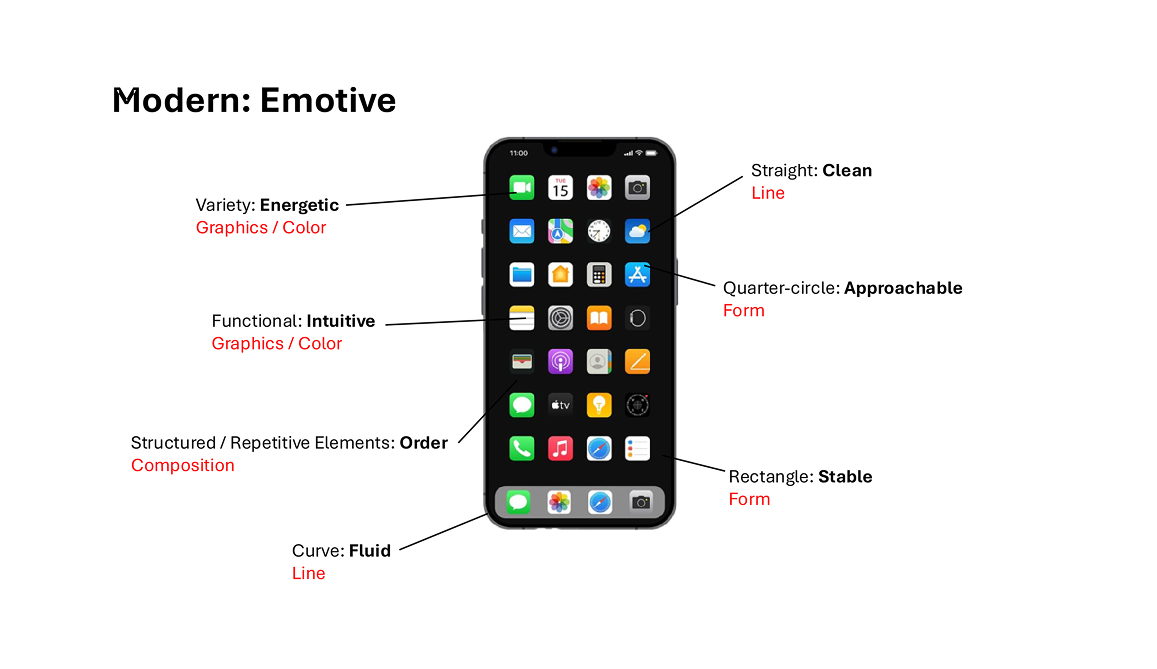 Modern: Emotive
11:00
TUE
15
Straight: Clean
Line
Variety: Energetic
Graphics / Color
Quarter-circle: Approachable
Form
Functional: Intuitive
Graphics / Color
tv
Structured / Repetitive Elements: Order
Composition
Rectangle: Stable
Form
Curve: Fluid
Line